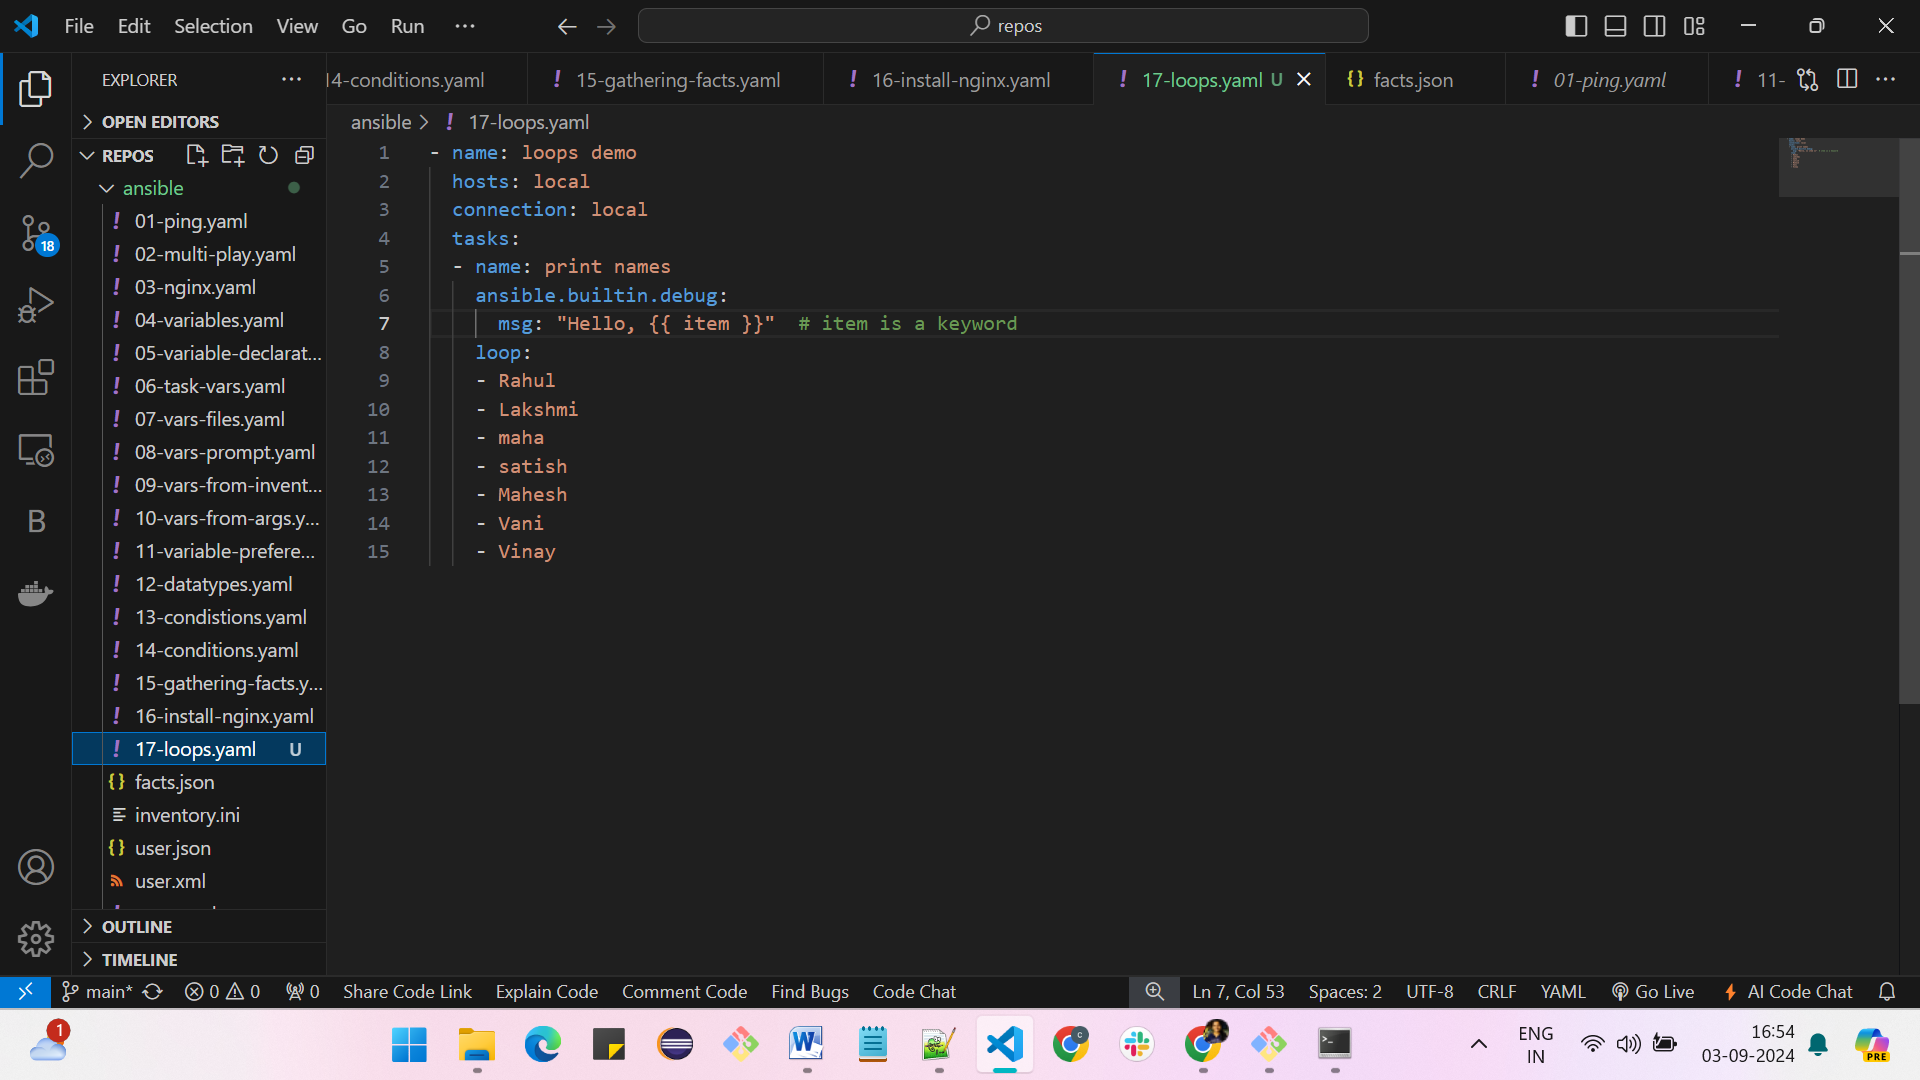 File Edit Selection View Go Run ···
repos
EXPLORER ···
14-conditions.yaml
! 15-gathering-facts.yaml
! 16-install-nginx.yaml
! 17-loops.yaml U
{} facts.json
! 01-ping.yaml
! 11-
OPEN EDITORS
REPOS
ansible
! 01-ping.yaml
! 02-multi-play.yaml
! 03-nginx.yaml
! 04-variables.yaml
! 05-variable-declarat...
! 06-task-vars.yaml
! 07-vars-files.yaml
! 08-vars-prompt.yaml
! 09-vars-from-invent...
! 10-vars-from-args.y...
! 11-variable-prefere...
! 12-datatypes.yaml
! 13-condistions.yaml
! 14-conditions.yaml
! 15-gathering-facts.y...
! 16-install-nginx.yaml
! 17-loops.yaml U
{} facts.json
inventory.ini
{} user.json
user.xml
OUTLINE
TIMELINE
18
B
ansible > ! 17-loops.yaml
1 - name: loops demo
2 hosts: local
3 connection: local
4 tasks:
5 - name: print names
6 ansible.builtin.debug:
7 msg: "Hello, {{ item }}" # item is a keyword
8 loop:
9 - Rahul
10 - Lakshmi
11 - maha
12 - satish
13 - Mahesh
14 - Vani
15 - Vinay
main* 0 0 0 Share Code Link Explain Code Comment Code Find Bugs Code Chat
Ln 7, Col 53 Spaces: 2 UTF-8 CRLF YAML Go Live AI Code Chat
1
W
C
ENG
IN
16:54
03-09-2024
PRE